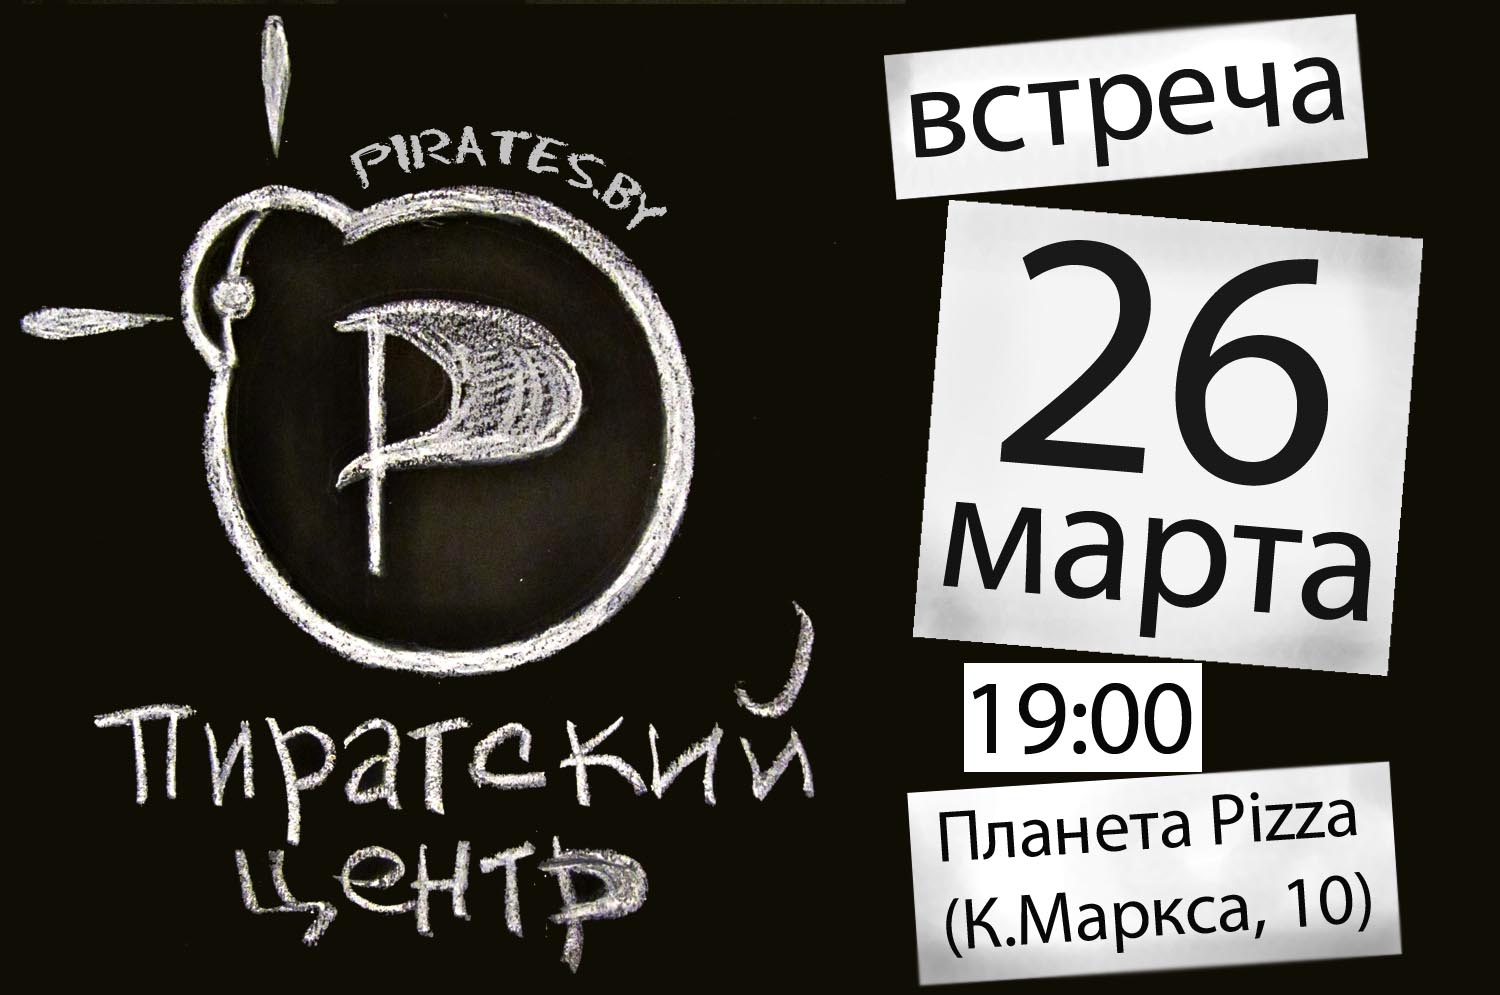 PIRATES.BY
Пиратский
центр
встреча
26
марта
19:00
Планета Pizza
(К.Маркса, 10)